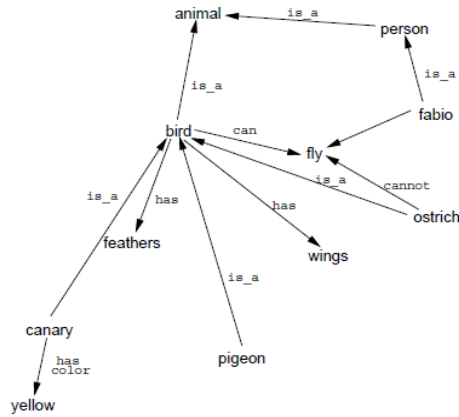 animal
is_a
person
is_a
is_a
fabio
bird
can
fly
is_a
cannot
is_a
has
has
ostrich
feathers
wings
is_a
canary
pigeon
has
color
yellow